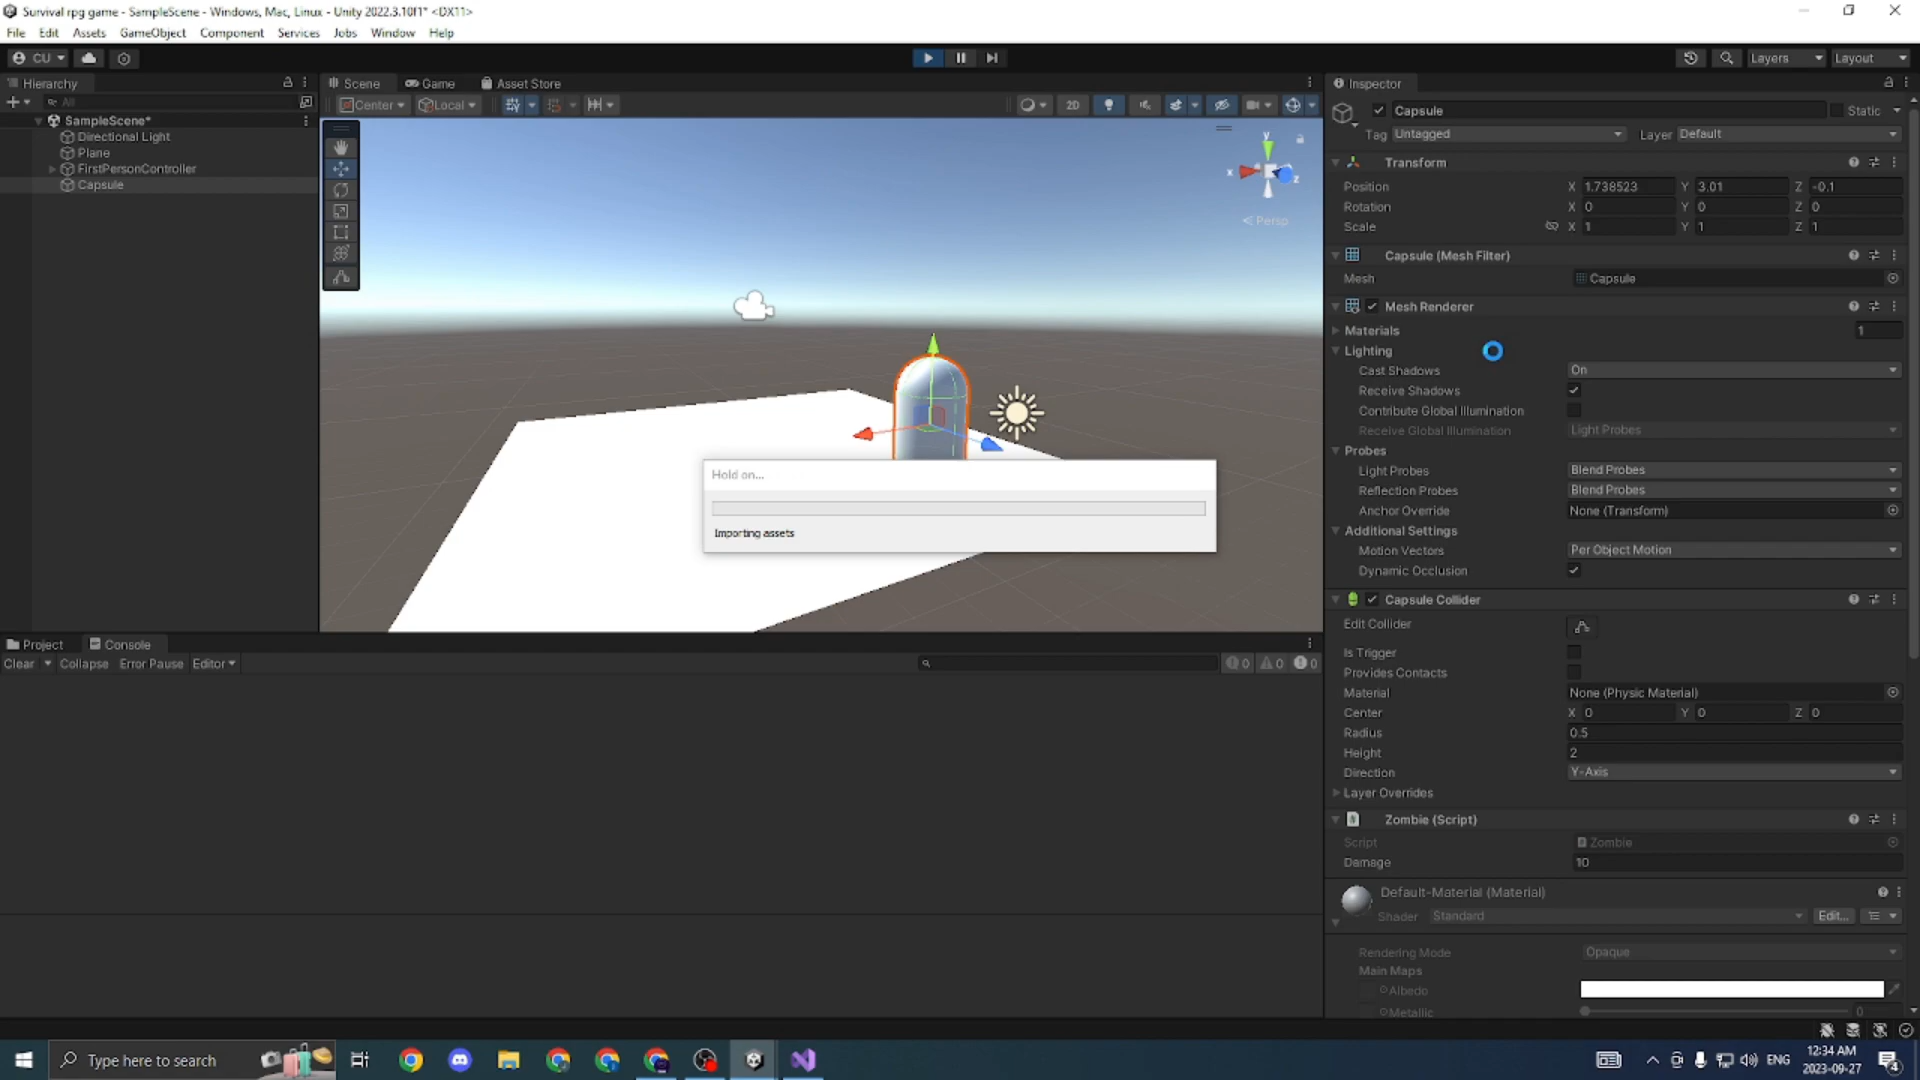 Survival rpg game - SampleScene - Windows, Mac, Linux - Unity 2022.3.10f1* <DX11>
File Edit Assets GameObject Component Services Jobs Window Help
CU Layers Layout
Hierarchy Scene Game Asset Store Inspector
All Center Local 2D Capsule Static
Tag Untagged Layer Default
SampleScene*
Directional Light
Plane
FirstPersonController
Capsule
y
x
z
Persp
Transform
Position X 1.738523 Y 3.01 Z -0.1
Rotation X 0 Y 0 Z 0
Scale X 1 Y 1 Z 1
Capsule (Mesh Filter)
Mesh Capsule
Mesh Renderer
Materials 1
Lighting
Cast Shadows On
Receive Shadows
Contribute Global Illumination
Receive Global Illumination Light Probes
Probes
Light Probes Blend Probes
Reflection Probes Blend Probes
Anchor Override None (Transform)
Additional Settings
Motion Vectors Per Object Motion
Dynamic Occlusion
Hold on...
Importing assets
Capsule Collider
Edit Collider
Is Trigger
Provides Contacts
Material None (Physic Material)
Center X 0 Y 0 Z 0
Radius 0.5
Height 2
Direction Y-Axis
Layer Overrides
Zombie (Script)
Script Zombie
Damage 10
Default-Material (Material)
Shader Standard Edit...
Rendering Mode Opaque
Main Maps
Albedo
Metallic 0
Project Console
Clear Collapse Error Pause Editor 0 0 0
Type here to search
ENG
12:34 AM
2023-09-27
4